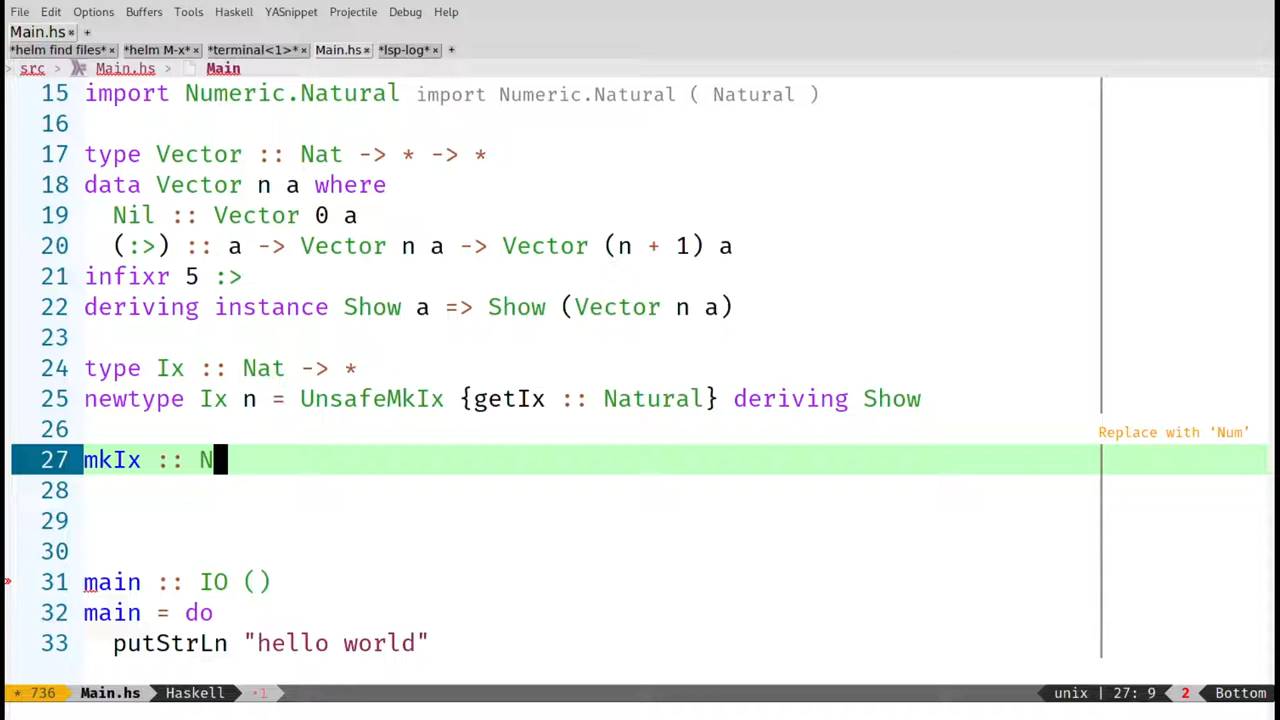 File Edit Options Buffers Tools Haskell YASnippet Projectile Debug Help
Main.hs × +
*helm find files* × *helm M-x* × *terminal<1>* × Main.hs × *lsp-log* × +
> src > Main.hs > Main
15 import Numeric.Natural import Numeric.Natural ( Natural )
16
17 type Vector :: Nat -> * -> *
18 data Vector n a where
19 Nil :: Vector 0 a
20 (:>) :: a -> Vector n a -> Vector (n + 1) a
21 infixr 5 :>
22 deriving instance Show a => Show (Vector n a)
23
24 type Ix :: Nat -> *
25 newtype Ix n = UnsafeMkIx {getIx :: Natural} deriving Show
26
Replace with ‘Num’
27 mkIx :: N
28
29
30
31 main :: IO ()
32 main = do
33 putStrLn "hello world"
* 736 Main.hs Haskell •1 unix | 27: 9 2 Bottom